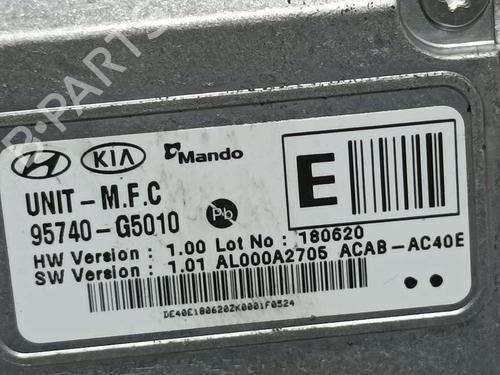 B-PARTS
KIA Mando E
UNIT - M.F.C
95740 - G5010 Pb
HW Version : 1.00 Lot No : 180620
SW Version : 1.01 AL000A2705 ACAB-AC40E
DE40E180620ZK0001F0524